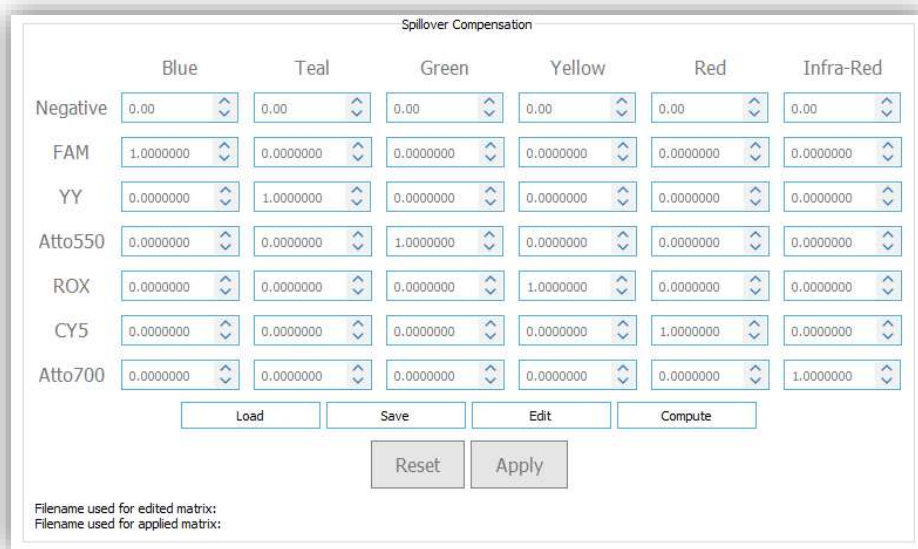 Spillover Compensation
Blue Teal Green Yellow Red Infra-Red
Negative 0.00 0.00 0.00 0.00 0.00 0.00
FAM 1.0000000 0.0000000 0.0000000 0.0000000 0.0000000 0.0000000
YY 0.0000000 1.0000000 0.0000000 0.0000000 0.0000000 0.0000000
Atto550 0.0000000 0.0000000 1.0000000 0.0000000 0.0000000 0.0000000
ROX 0.0000000 0.0000000 0.0000000 1.0000000 0.0000000 0.0000000
CY5 0.0000000 0.0000000 0.0000000 0.0000000 1.0000000 0.0000000
Atto700 0.0000000 0.0000000 0.0000000 0.0000000 0.0000000 1.0000000
Load Save Edit Compute
Reset Apply
Filename used for edited matrix:
Filename used for applied matrix: